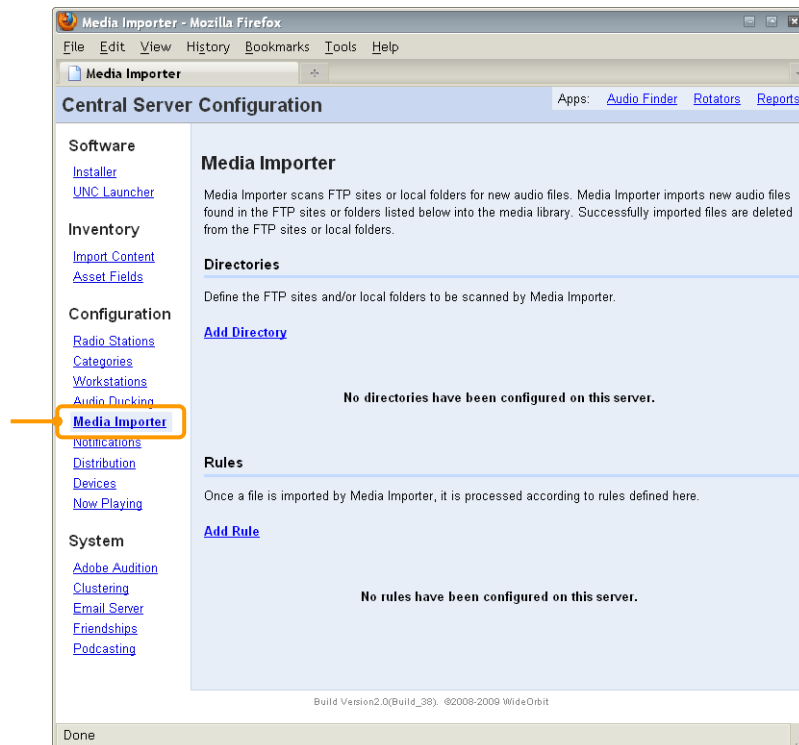 Media Importer - Mozilla Firefox
File Edit View History Bookmarks Tools Help
Media Importer
Central Server Configuration
Apps: Audio Finder Rotators Reports
Software
Installer
UNC Launcher
Inventory
Import Content
Asset Fields
Configuration
Radio Stations
Categories
Workstations
Audio Ducking
Media Importer
Notifications
Distribution
Devices
Now Playing
System
Adobe Audition
Clustering
Email Server
Friendships
Podcasting
Media Importer
Media Importer scans FTP sites or local folders for new audio files. Media Importer imports new audio files
found in the FTP sites or folders listed below into the media library. Successfully imported files are deleted
from the FTP sites or local folders.
Directories
Define the FTP sites and/or local folders to be scanned by Media Importer.
Add Directory
No directories have been configured on this server.
Rules
Once a file is imported by Media Importer, it is processed according to rules defined here.
Add Rule
No rules have been configured on this server.
Build Version2.0(Build_38). ©2008-2009 WideOrbit
Done